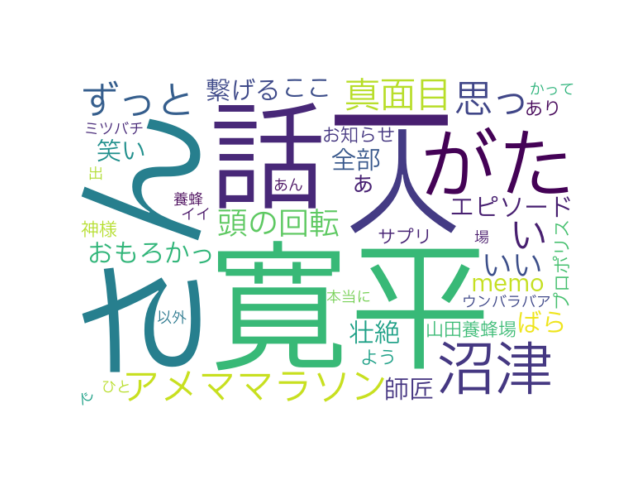 ずっと
繋げる
ここ
真面目
思っ
かって
あり
ミツバチ
笑い
さん
話
人
お知らせ
がた
全部
あ
出
養蜂
イイ
あん
エピソード
神様
頭の回転
サプリ
場
い
プロポリス
おもろかっ
寛平
いい
memo
本当に
ウンバラバア
以外
壮絶
山田養蜂場
ばら
よう
沼津
ひと
アメママラソン
師匠